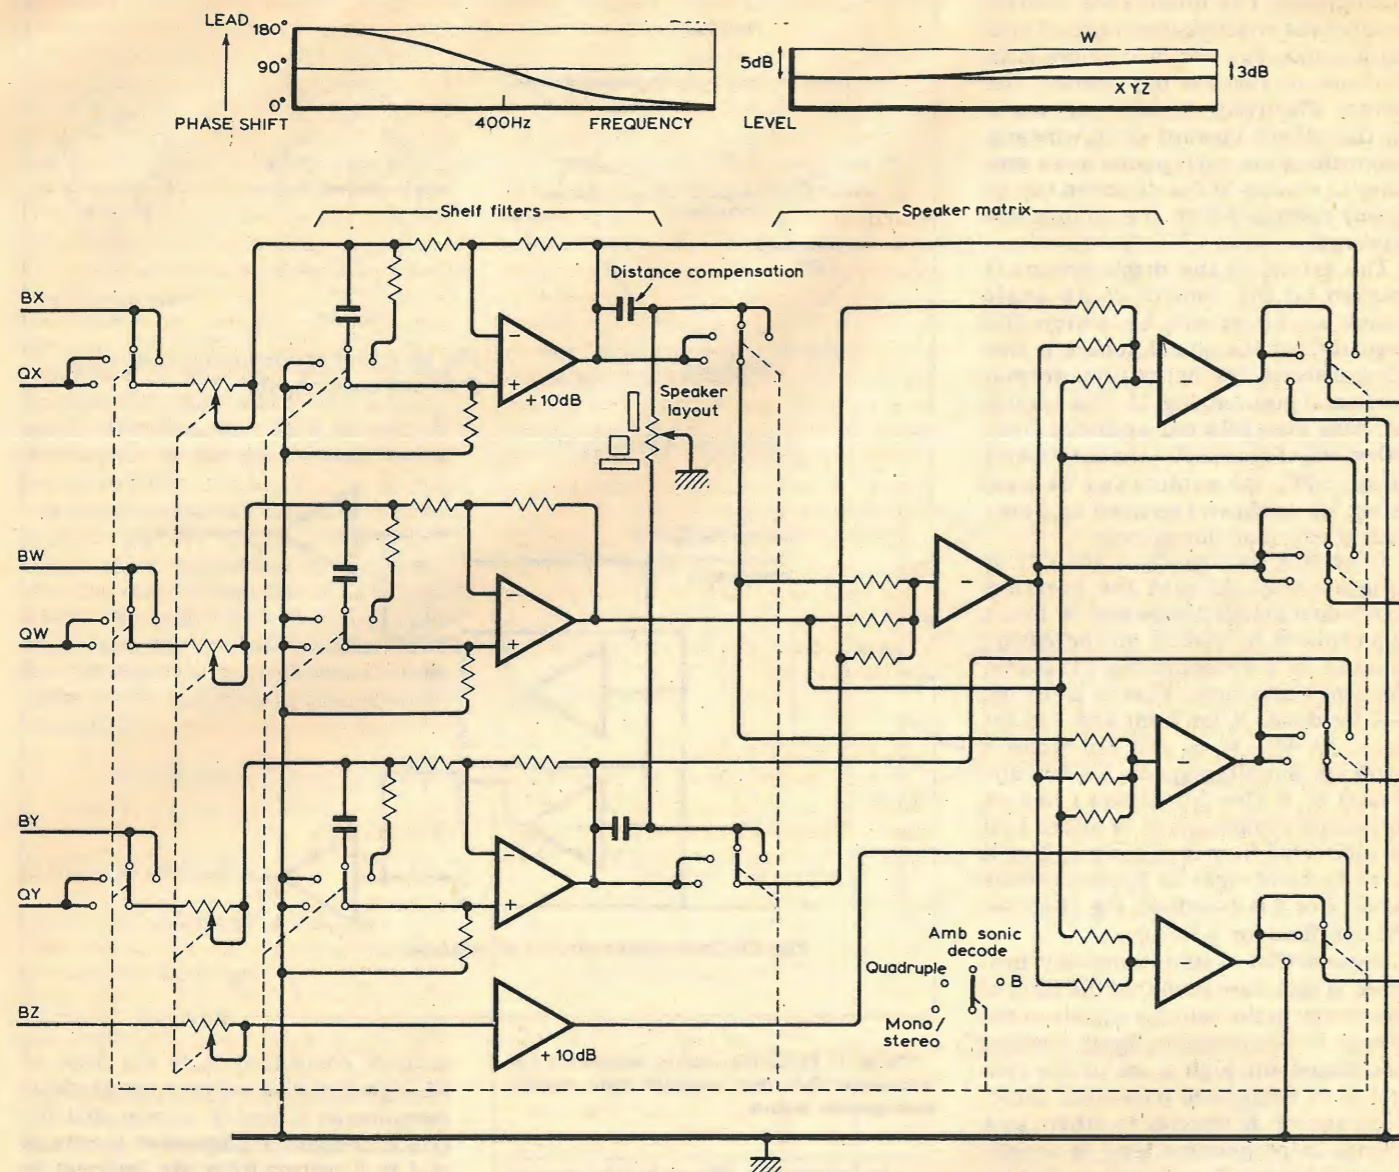 LEAD
180°
90°
0°
PHASE SHIFT
400Hz
FREQUENCY
5dB
W
XYZ
3dB
LEVEL
Shelf filters
Speaker matrix
BX
QX
Distance compensation
−
+
+10dB
Speaker
layout
−
BW
QW
−
+
−
−
BY
QY
−
+
Amb sonic
decode
Quadruple
B
Mono/
stereo
−
BZ
+10dB